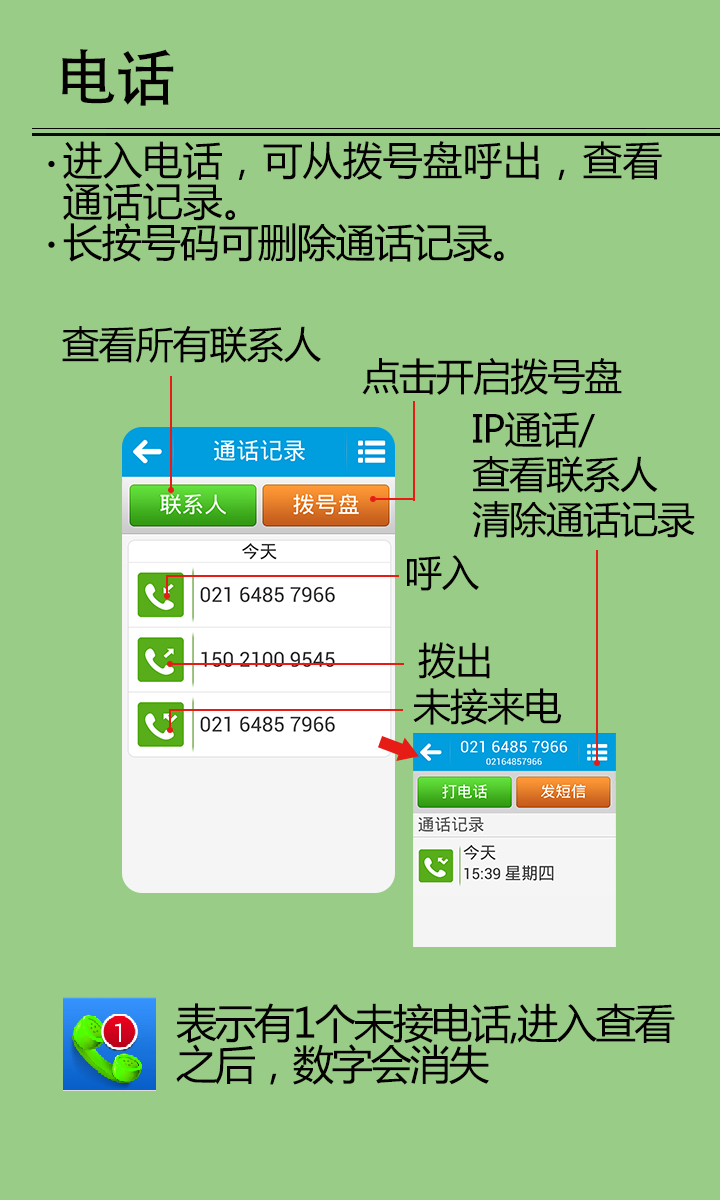 电话
·进入电话，可从拨号盘呼出，查看
通话记录。
·长按号码可删除通话记录。
查看所有联系人
点击开启拨号盘
IP通话/
查看联系人
清除通话记录
通话记录
联系人
拨号盘
今天
021 6485 7966
呼入
150 2100 9545
拨出
021 6485 7966
未接来电
021 6485 7966
02164857966
打电话
发短信
通话记录
今天
15:39 星期四
1
表示有1个未接电话,进入查看
之后，数字会消失